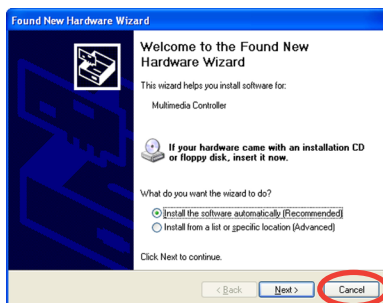 Found New Hardware Wizard
Welcome to the Found New
Hardware Wizard
This wizard helps you install software for:
Multimedia Controller
If your hardware came with an installation CD
or floppy disk, insert it now.
What do you want the wizard to do?
Install the software automatically (Recommended)
Install from a list or specific location (Advanced)
Click Next to continue.
< Back Next > Cancel